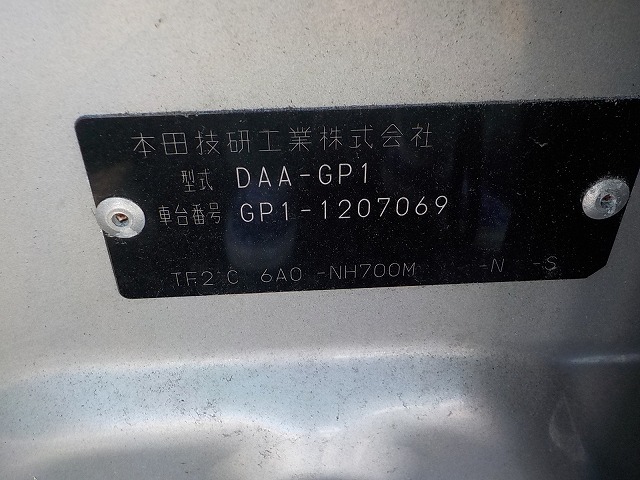 本田技研工業株式会社
型式 DAA-GP1
車台番号 GP1-1207069
TF2 C 6A0 -NH700M -N -S